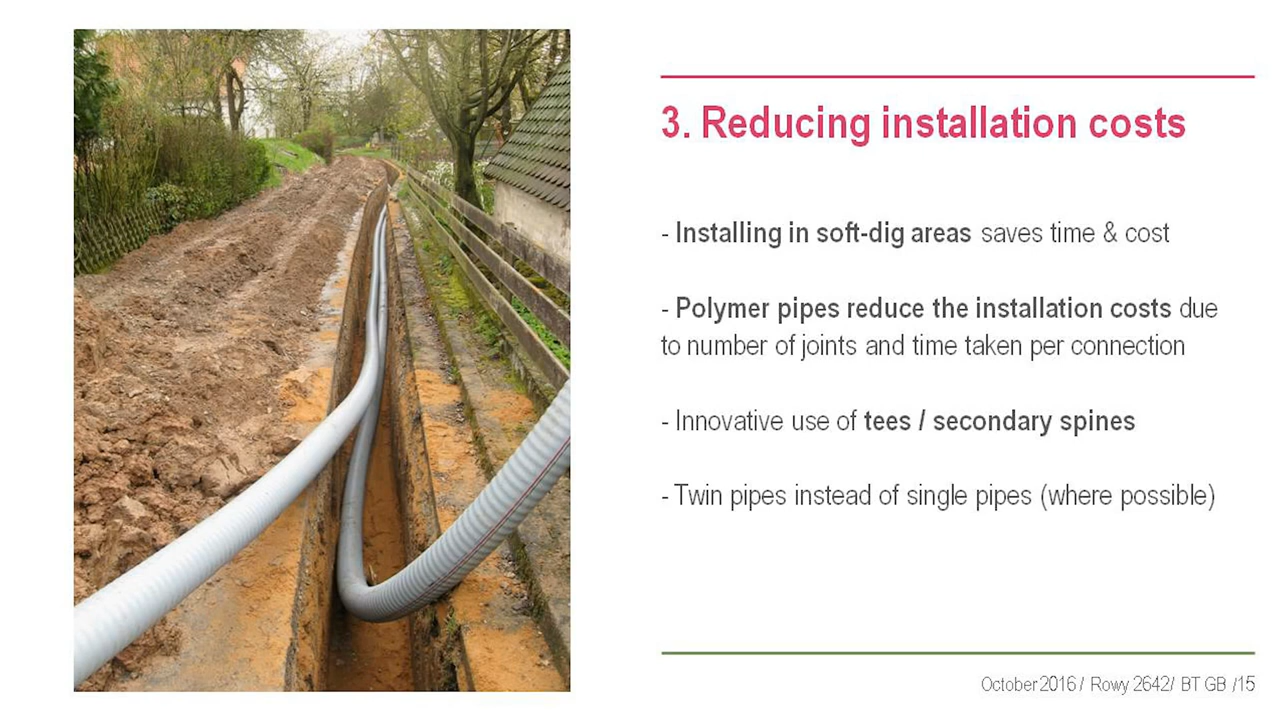 3. Reducing installation costs
- Installing in soft-dig areas saves time & cost
- Polymer pipes reduce the installation costs due
to number of joints and time taken per connection
- Innovative use of tees / secondary spines
- Twin pipes instead of single pipes (where possible)
October 2016 / Rowy 2642/ BT GB /15